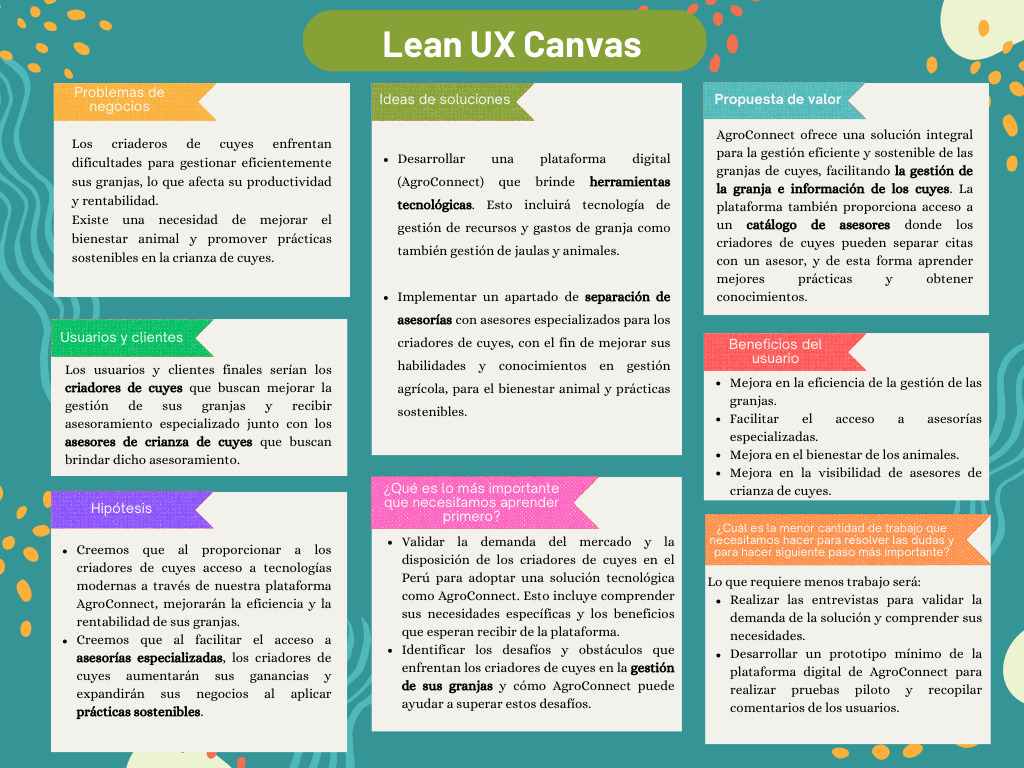 Lean UX Canvas
Problemas de
negocios
Los criaderos de cuyes enfrentan
dificultades para gestionar eficientemente
sus granjas, lo que afecta su productividad
y rentabilidad.
Existe una necesidad de mejorar el
bienestar animal y promover prácticas
sostenibles en la crianza de cuyes.
Usuarios y clientes
Los usuarios y clientes finales serían los
criadores de cuyes que buscan mejorar la
gestión de sus granjas y recibir
asesoramiento especializado junto con los
asesores de crianza de cuyes que buscan
brindar dicho asesoramiento.
Hipótesis
• Creemos que al proporcionar a los
criadores de cuyes acceso a tecnologías
modernas a través de nuestra plataforma
AgroConnect, mejorarán la eficiencia y la
rentabilidad de sus granjas.
• Creemos que al facilitar el acceso a
asesorías especializadas, los criadores de
cuyes aumentarán sus ganancias y
expandirán sus negocios al aplicar
prácticas sostenibles.
Ideas de soluciones
• Desarrollar una plataforma digital
(AgroConnect) que brinde herramientas
tecnológicas. Esto incluirá tecnología de
gestión de recursos y gastos de granja como
también gestión de jaulas y animales.
• Implementar un apartado de separación de
asesorías con asesores especializados para los
criadores de cuyes, con el fin de mejorar sus
habilidades y conocimientos en gestión
agrícola, para el bienestar animal y prácticas
sostenibles.
¿Qué es lo más importante
que necesitamos aprender
primero?
• Validar la demanda del mercado y la
disposición de los criadores de cuyes en el
Perú para adoptar una solución tecnológica
como AgroConnect. Esto incluye comprender
sus necesidades específicas y los beneficios
que esperan recibir de la plataforma.
• Identificar los desafíos y obstáculos que
enfrentan los criadores de cuyes en la gestión
de sus granjas y cómo AgroConnect puede
ayudar a superar estos desafíos.
Propuesta de valor
AgroConnect ofrece una solución integral
para la gestión eficiente y sostenible de las
granjas de cuyes, facilitando la gestión de
la granja e información de los cuyes. La
plataforma también proporciona acceso a
un catálogo de asesores donde los
criadores de cuyes pueden separar citas
con un asesor, y de esta forma aprender
mejores prácticas y obtener
conocimientos.
Beneficios del
usuario
• Mejora en la eficiencia de la gestión de las
granjas.
• Facilitar el acceso a asesorías
especializadas.
• Mejora en el bienestar de los animales.
• Mejora en la visibilidad de asesores de
crianza de cuyes.
¿Cuál es la menor cantidad de trabajo que
necesitamos hacer para resolver las dudas y
para hacer siguiente paso más importante?
Lo que requiere menos trabajo será:
• Realizar las entrevistas para validar la
demanda de la solución y comprender sus
necesidades.
• Desarrollar un prototipo mínimo de la
plataforma digital de AgroConnect para
realizar pruebas piloto y recopilar
comentarios de los usuarios.